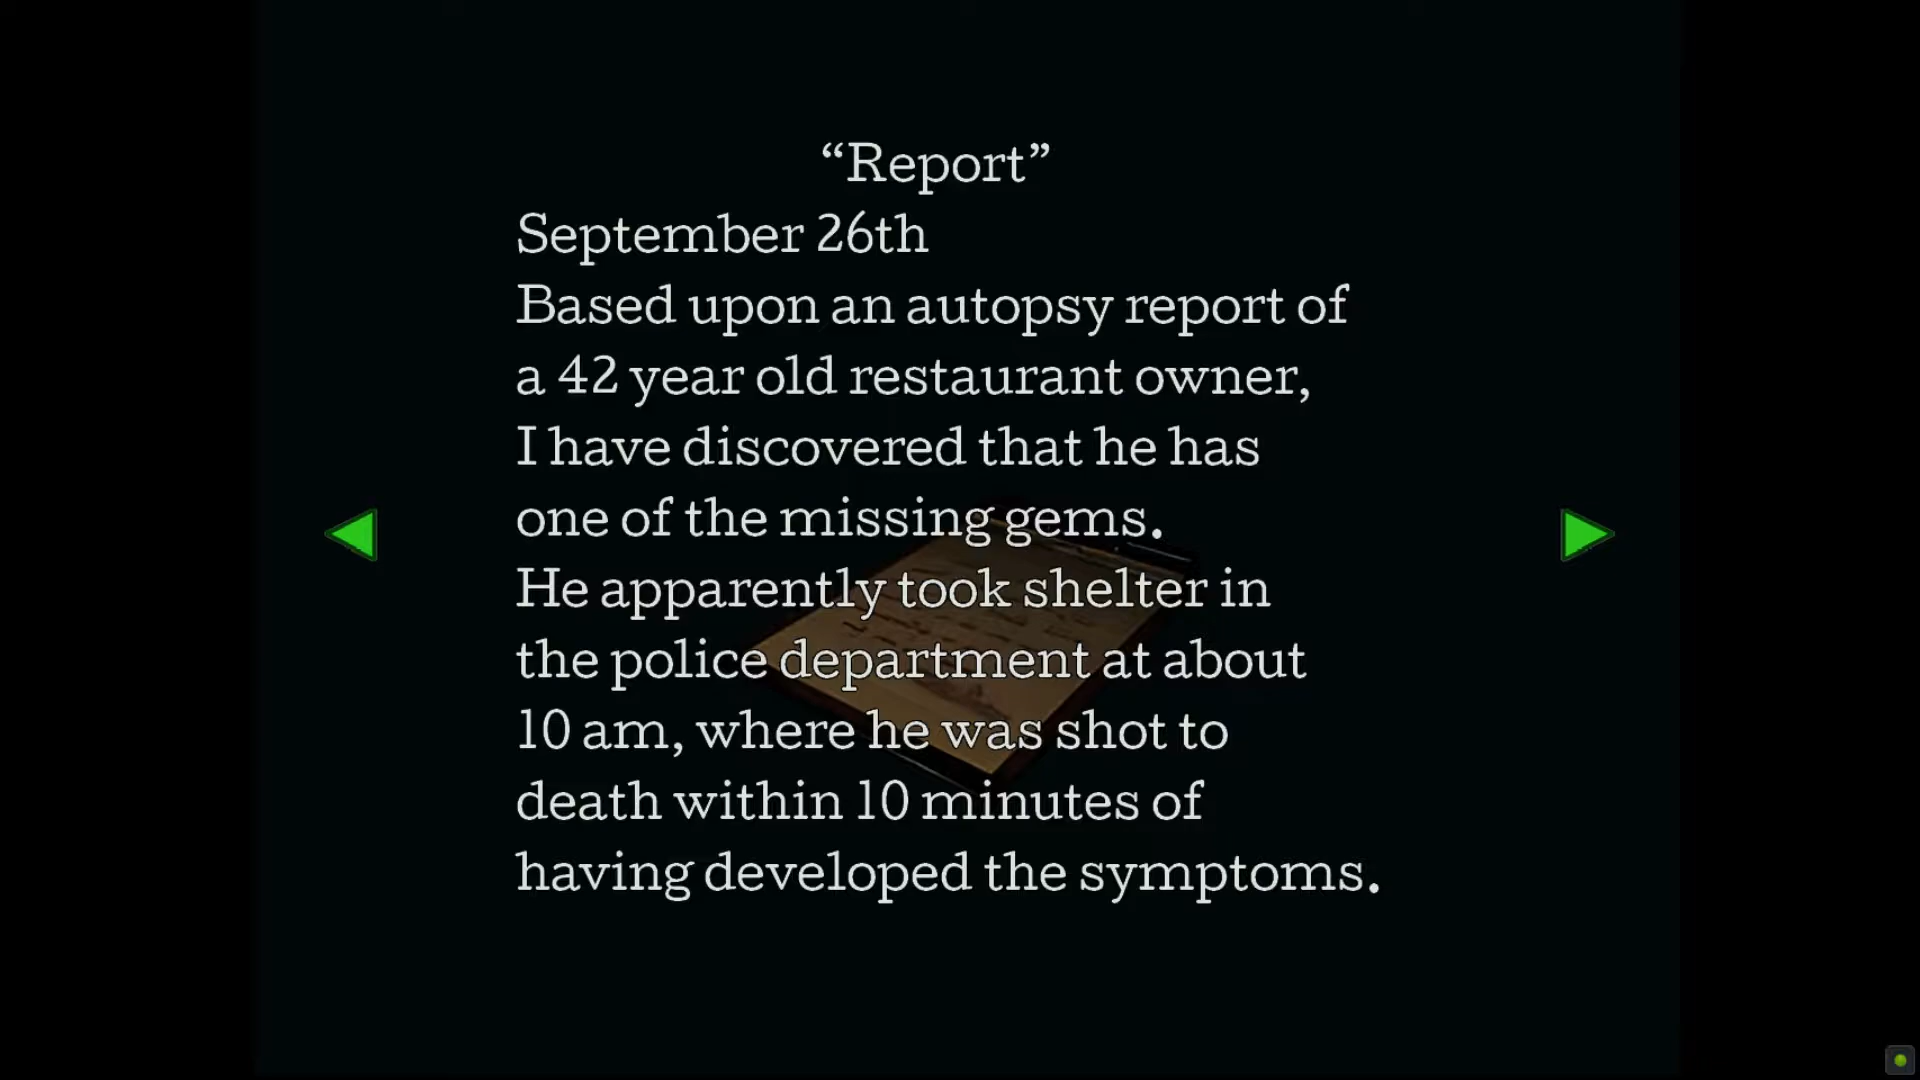 “Report”
September 26th
Based upon an autopsy report of
a 42 year old restaurant owner,
I have discovered that he has
one of the missing gems.
He apparently took shelter in
the police department at about
10 am, where he was shot to
death within 10 minutes of
having developed the symptoms.